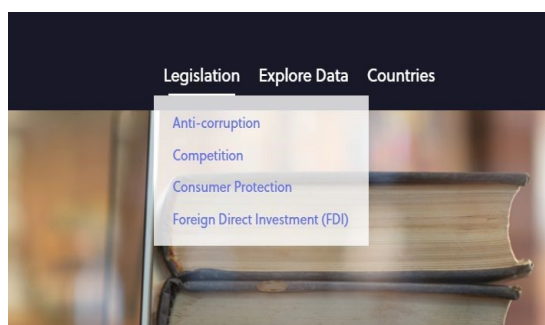 Legislation Explore Data Countries
Anti-corruption
Competition
Consumer Protection
Foreign Direct Investment (FDI)